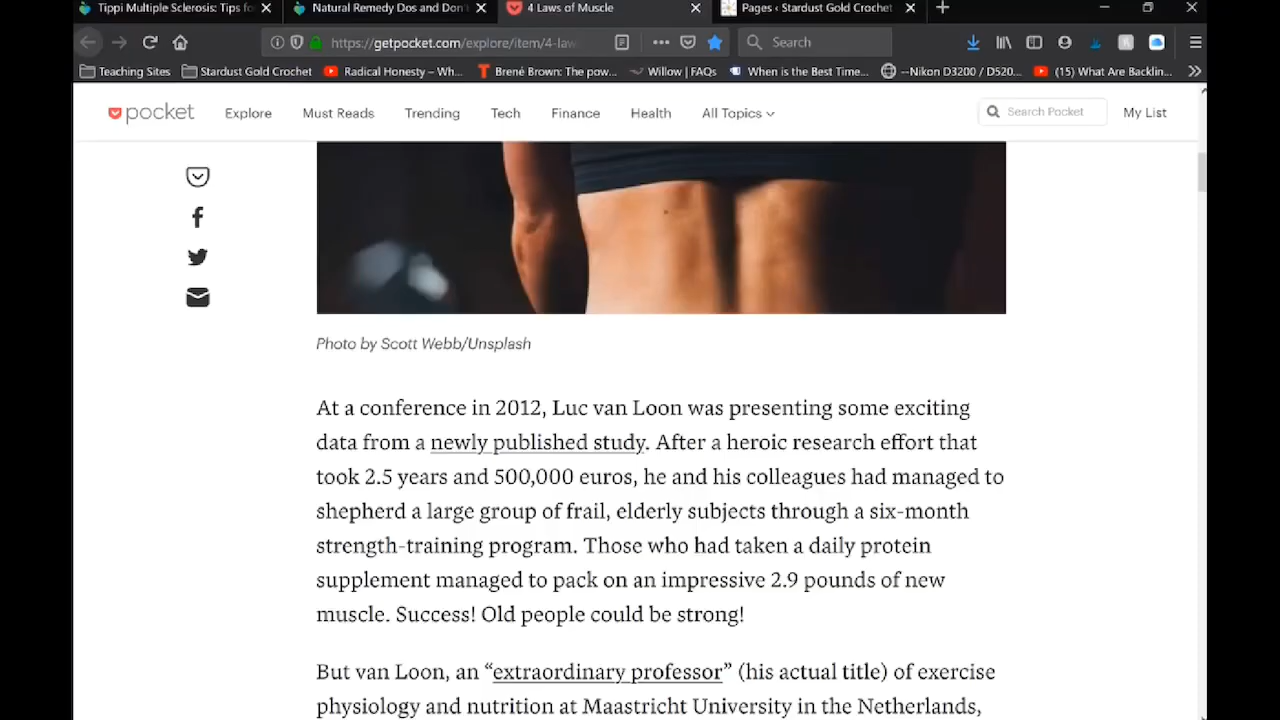 Tippi Multiple Sclerosis: Tips fo
Natural Remedy Dos and Don'
4 Laws of Muscle
Pages ‹ Stardust Gold Crochet
https://getpocket.com/explore/item/4-law
Search
Teaching Sites
Stardust Gold Crochet
Radical Honesty – Wh...
Brené Brown: The pow...
Willow | FAQs
When is the Best Time...
--Nikon D3200 / D520...
(15) What Are Backlin...
pocket
Explore
Must Reads
Trending
Tech
Finance
Health
All Topics
Search Pocket
My List
Photo by Scott Webb/Unsplash
At a conference in 2012, Luc van Loon was presenting some exciting
data from a newly published study. After a heroic research effort that
took 2.5 years and 500,000 euros, he and his colleagues had managed to
shepherd a large group of frail, elderly subjects through a six-month
strength-training program. Those who had taken a daily protein
supplement managed to pack on an impressive 2.9 pounds of new
muscle. Success! Old people could be strong!
But van Loon, an “extraordinary professor” (his actual title) of exercise
physiology and nutrition at Maastricht University in the Netherlands,